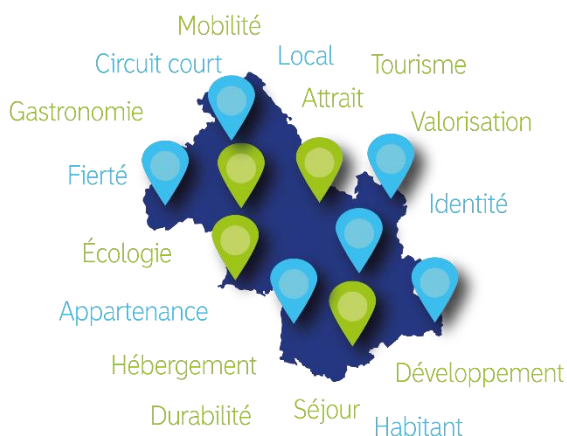 Mobilité
Circuit court
Local
Tourisme
Gastronomie
Attrait
Valorisation
Fierté
Identité
Écologie
Appartenance
Hébergement
Développement
Durabilité
Séjour
Habitant